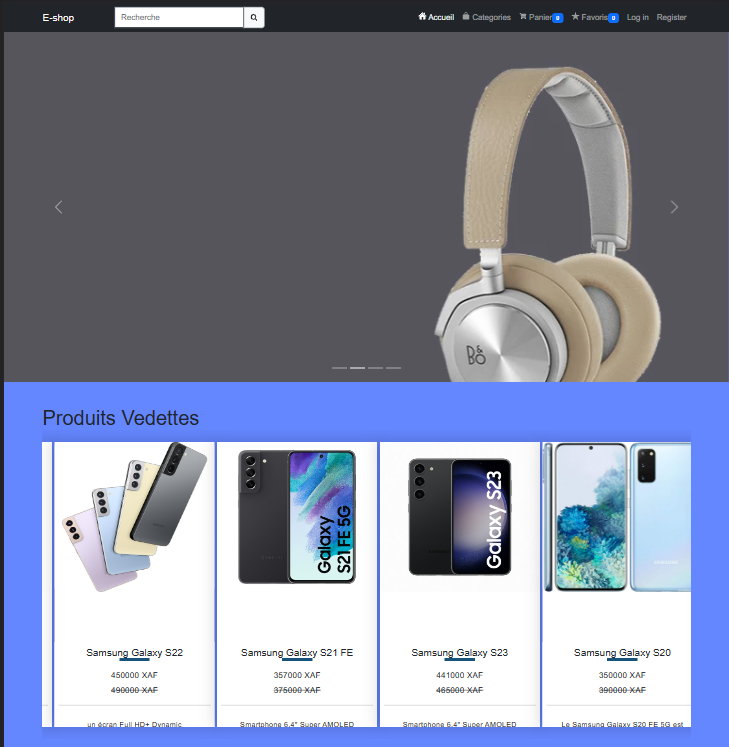 E-shop Recherche Accueil Categories Panier 0 Favoris 0 Log in Register
B&O
Produits Vedettes
Galaxy S21 FE 5G
Galaxy S23
SAMSUNG
Samsung Galaxy S22 Samsung Galaxy S21 FE Samsung Galaxy S23 Samsung Galaxy S20
450000 XAF 357000 XAF 441000 XAF 350000 XAF
490000 XAF 375000 XAF 465000 XAF 390000 XAF
un écran Full HD+ Dynamic Smartphone 6.4" Super AMOLED Smartphone 6.4" Super AMOLED Le Samsung Galaxy S20 FE 5G est